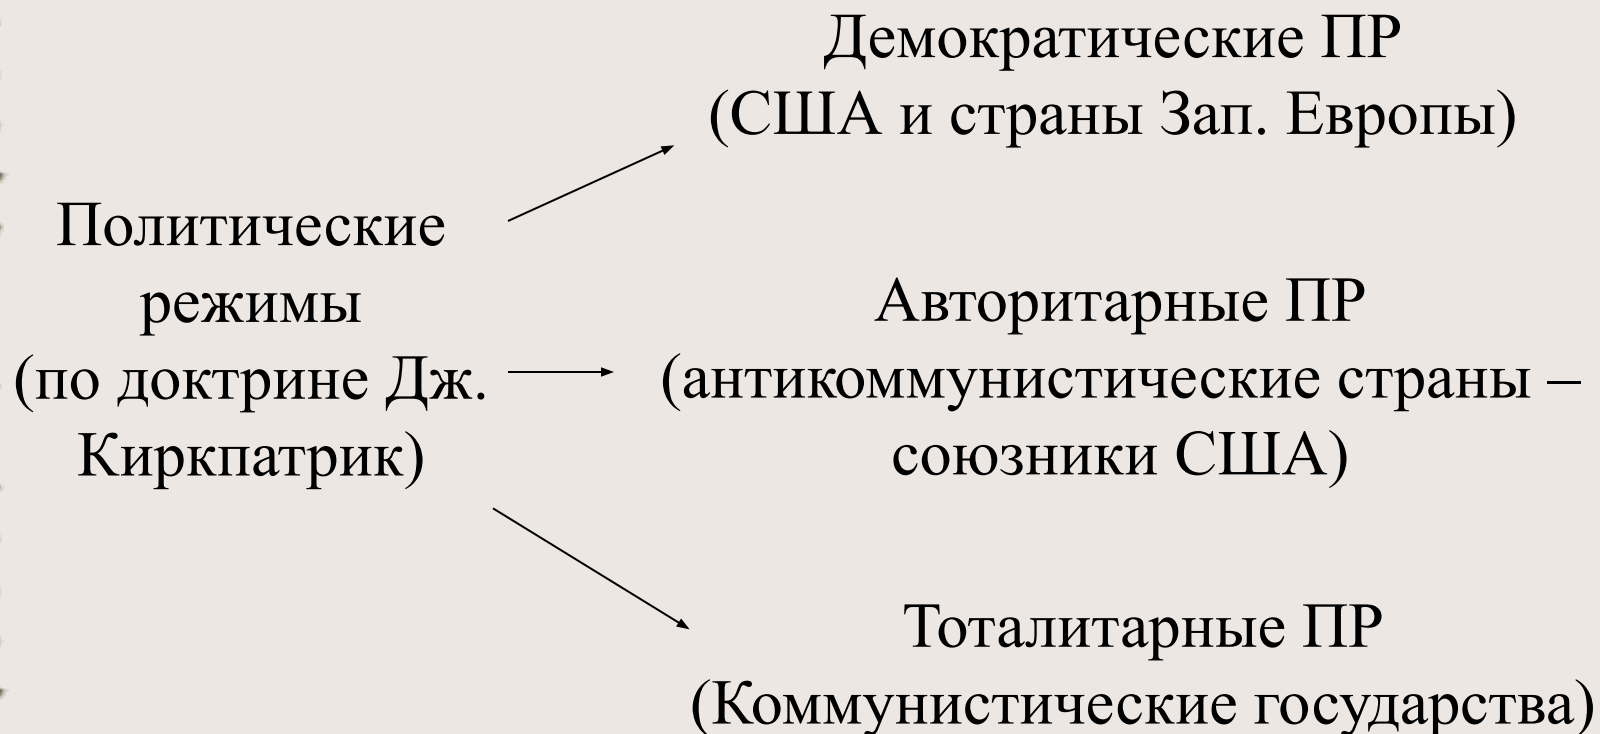 Демократические ПР
(США и страны Зап. Европы)
Политические
режимы
(по доктрине Дж.
Киркпатрик)
Авторитарные ПР
(антикоммунистические страны –
союзники США)
Тоталитарные ПР
(Коммунистические государства)